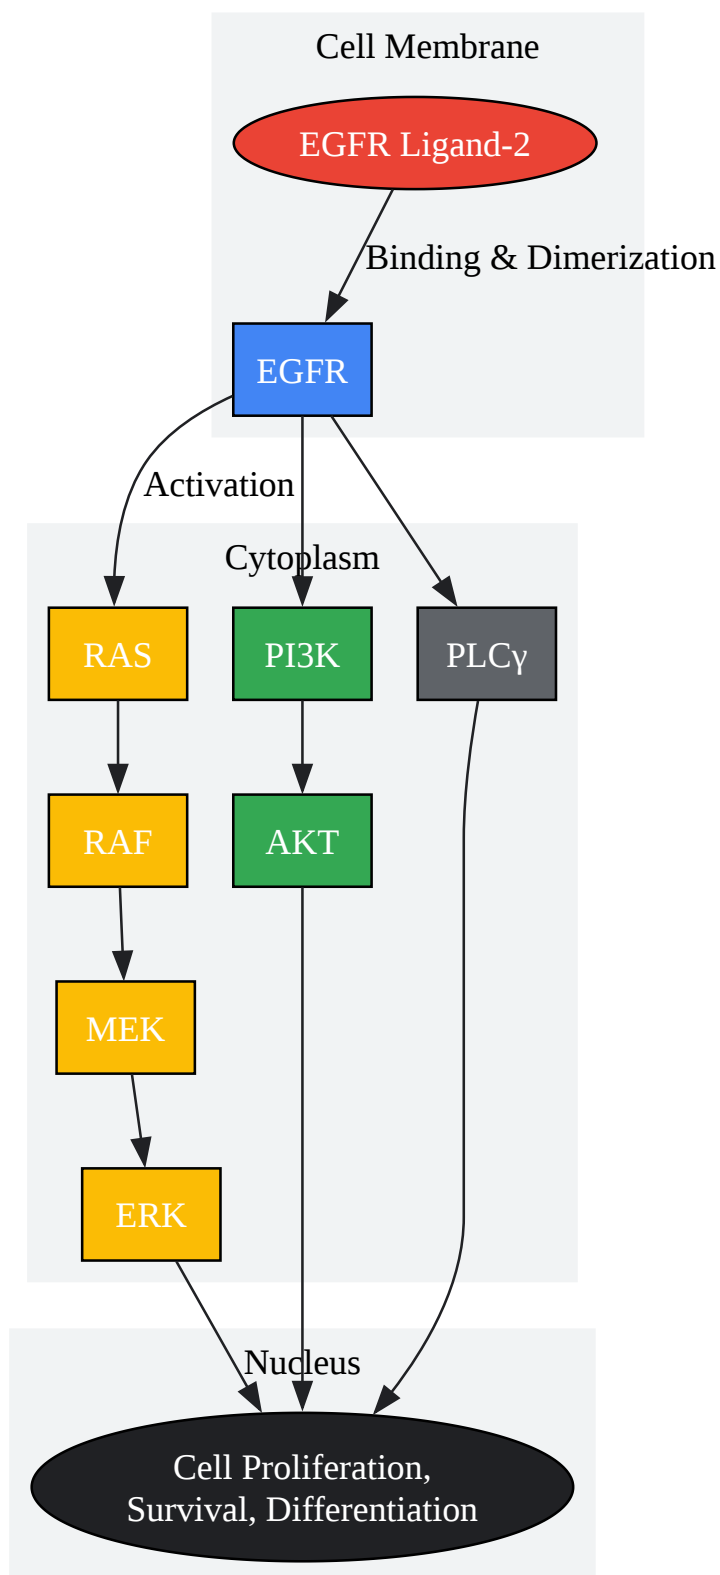 Cell Membrane
EGFR Ligand-2
Binding & Dimerization
EGFR
Activation
Cytoplasm
RAS
PI3K
PLCγ
RAF
AKT
MEK
ERK
Nucleus
Cell Proliferation,
Survival, Differentiation